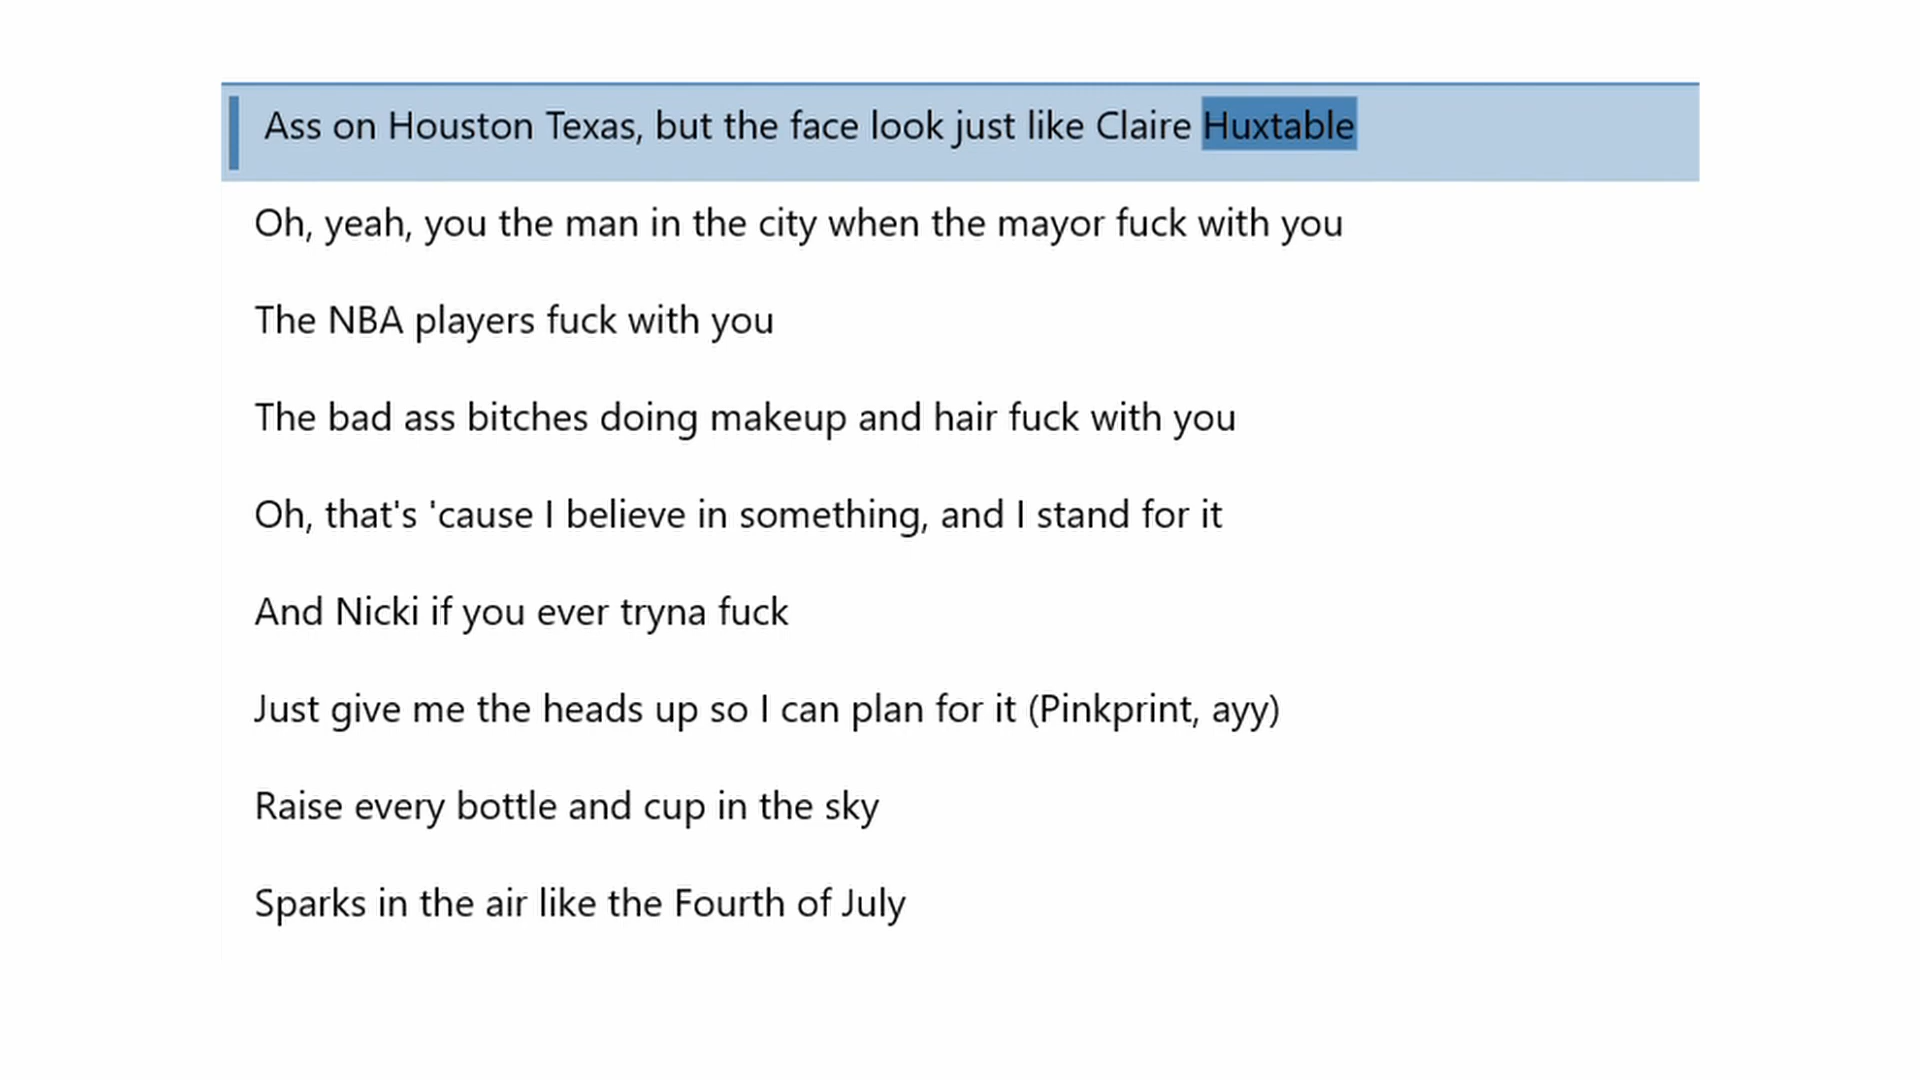 Ass on Houston Texas, but the face look just like Claire Huxtable
Oh, yeah, you the man in the city when the mayor fuck with you
The NBA players fuck with you
The bad ass bitches doing makeup and hair fuck with you
Oh, that's 'cause I believe in something, and I stand for it
And Nicki if you ever tryna fuck
Just give me the heads up so I can plan for it (Pinkprint, ayy)
Raise every bottle and cup in the sky
Sparks in the air like the Fourth of July